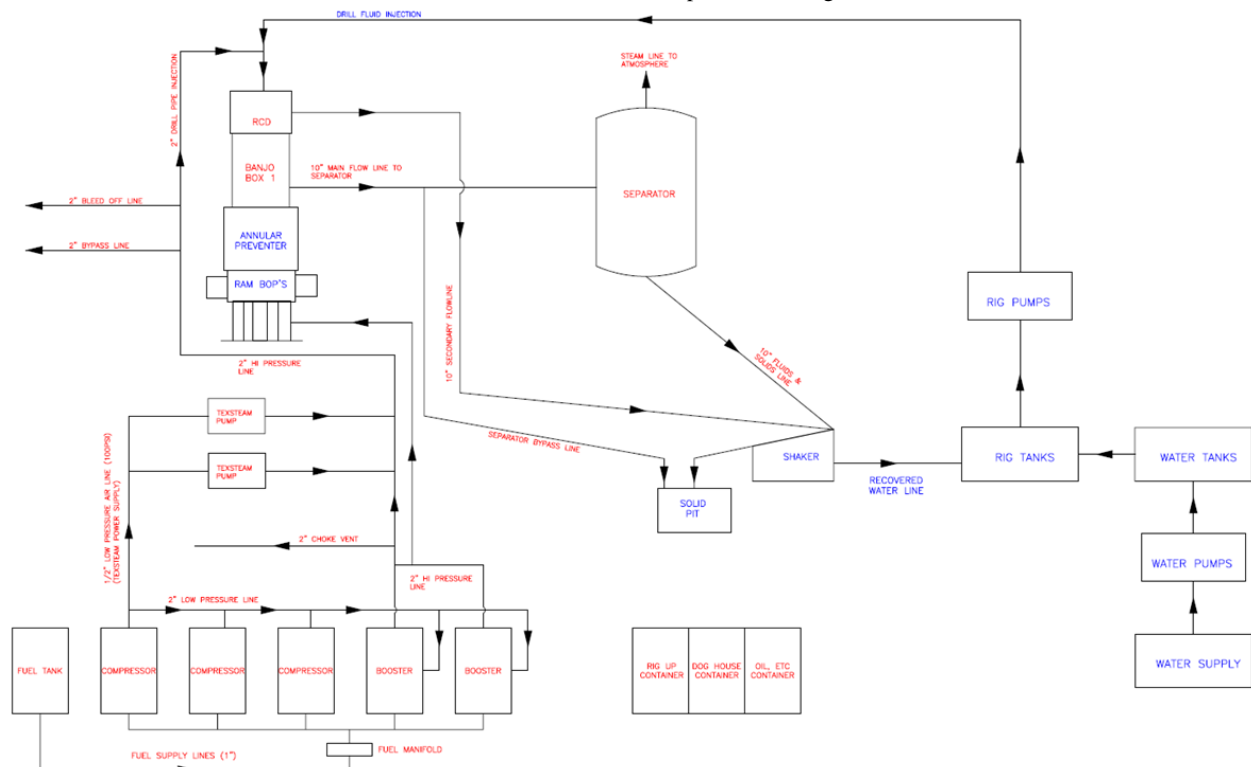 DRILL FLUID INJECTION
STEAM LINE TO
ATMOSPHERE
2" DRILL PIPE INJECTION
RCD
BANJO
BOX 1
10" MAIN FLOW LINE TO
SEPARATOR
SEPARATOR
2" BLEED OFF LINE
2" BYPASS LINE
ANNULAR
PREVENTER
RAM BOP'S
RIG PUMPS
10" SECONDARY FLOWLINE
10" FLUIDS &
SOLIDS LINE
2" HI PRESSURE
LINE
TEXSTEAM
PUMP
TEXSTEAM
PUMP
SEPARATOR BYPASS LINE
SHAKER
RECOVERED
WATER LINE
RIG TANKS
WATER TANKS
SOLID
PIT
1/2" LOW PRESSURE AIR LINE (100PSI)
(TEXSTEAM POWER SUPPLY)
2" CHOKE VENT
2" HI PRESSURE
LINE
WATER PUMPS
2" LOW PRESSURE LINE
FUEL TANK
COMPRESSOR
COMPRESSOR
COMPRESSOR
BOOSTER
BOOSTER
RIG UP
CONTAINER
DOG HOUSE
CONTAINER
OIL, ETC
CONTAINER
WATER SUPPLY
FUEL MANIFOLD
FUEL SUPPLY LINES (1")